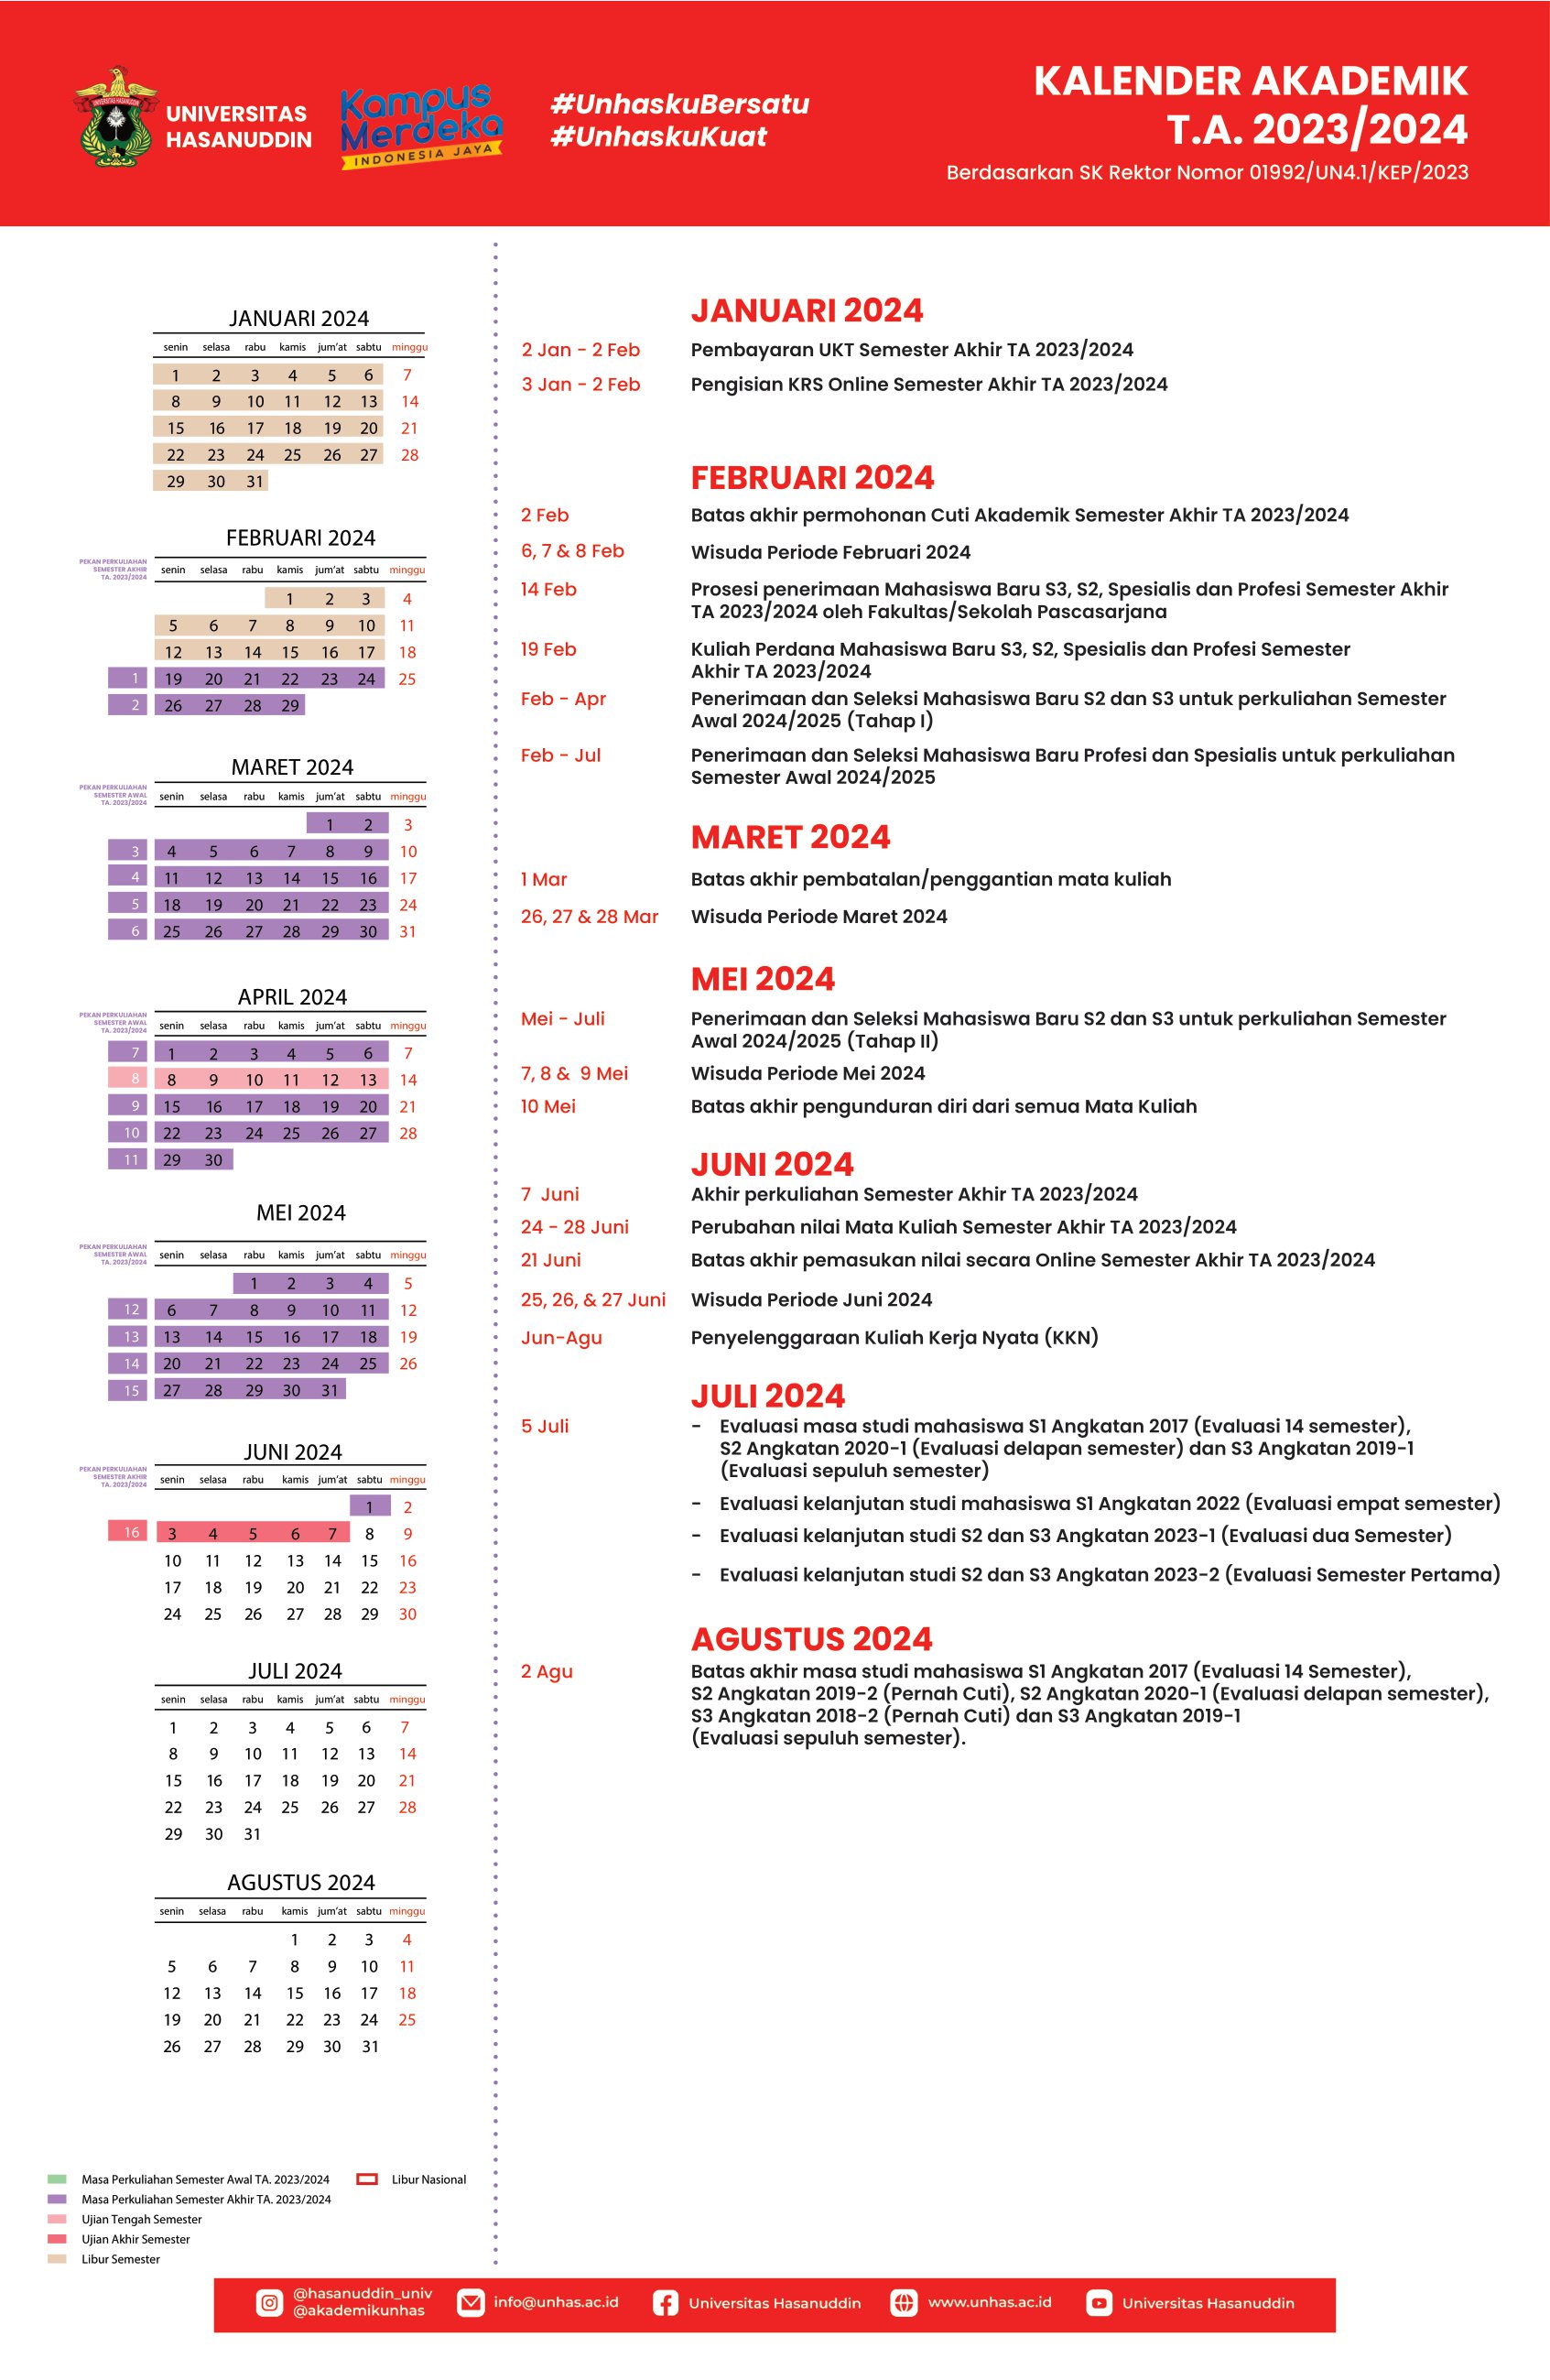 UNIVERSITAS
HASANUDDIN
UNIVERSITAS HASANUDDIN
Kampus
Merdeka
INDONESIA JAYA
#UnhaskuBersatu
#UnhaskuKuat
KALENDER AKADEMIK
T.A. 2023/2024
Berdasarkan SK Rektor Nomor 01992/UN4.1/KEP/2023
JANUARI 2024
senin selasa rabu kamis jum'at sabtu minggu
1 2 3 4 5 6 7
8 9 10 11 12 13 14
15 16 17 18 19 20 21
22 23 24 25 26 27 28
29 30 31
FEBRUARI 2024
PEKAN PERKULIAHAN
SEMESTER AKHIR
TA. 2023/2024
senin selasa rabu kamis jum'at sabtu minggu
1 2 3 4
5 6 7 8 9 10 11
12 13 14 15 16 17 18
1 19 20 21 22 23 24 25
2 26 27 28 29
MARET 2024
PEKAN PERKULIAHAN
SEMESTER AWAL
TA. 2023/2024
senin selasa rabu kamis jum'at sabtu minggu
1 2 3
3 4 5 6 7 8 9 10
4 11 12 13 14 15 16 17
5 18 19 20 21 22 23 24
6 25 26 27 28 29 30 31
APRIL 2024
PEKAN PERKULIAHAN
SEMESTER AWAL
TA. 2023/2024
senin selasa rabu kamis jum'at sabtu minggu
7 1 2 3 4 5 6 7
8 8 9 10 11 12 13 14
9 15 16 17 18 19 20 21
10 22 23 24 25 26 27 28
11 29 30
MEI 2024
PEKAN PERKULIAHAN
SEMESTER AWAL
TA. 2023/2024
senin selasa rabu kamis jum'at sabtu minggu
1 2 3 4 5
12 6 7 8 9 10 11 12
13 13 14 15 16 17 18 19
14 20 21 22 23 24 25 26
15 27 28 29 30 31
JUNI 2024
PEKAN PERKULIAHAN
SEMESTER AKHIR
TA. 2023/2024
senin selasa rabu kamis jum'at sabtu minggu
1 2
16 3 4 5 6 7 8 9
10 11 12 13 14 15 16
17 18 19 20 21 22 23
24 25 26 27 28 29 30
JULI 2024
senin selasa rabu kamis jum'at sabtu minggu
1 2 3 4 5 6 7
8 9 10 11 12 13 14
15 16 17 18 19 20 21
22 23 24 25 26 27 28
29 30 31
AGUSTUS 2024
senin selasa rabu kamis jum'at sabtu minggu
1 2 3 4
5 6 7 8 9 10 11
12 13 14 15 16 17 18
19 20 21 22 23 24 25
26 27 28 29 30 31
Masa Perkuliahan Semester Awal TA. 2023/2024 Libur Nasional
Masa Perkuliahan Semester Akhir TA. 2023/2024
Ujian Tengah Semester
Ujian Akhir Semester
Libur Semester
JANUARI 2024
2 Jan - 2 Feb Pembayaran UKT Semester Akhir TA 2023/2024
3 Jan - 2 Feb Pengisian KRS Online Semester Akhir TA 2023/2024
FEBRUARI 2024
2 Feb Batas akhir permohonan Cuti Akademik Semester Akhir TA 2023/2024
6, 7 & 8 Feb Wisuda Periode Februari 2024
14 Feb Prosesi penerimaan Mahasiswa Baru S3, S2, Spesialis dan Profesi Semester Akhir
TA 2023/2024 oleh Fakultas/Sekolah Pascasarjana
19 Feb Kuliah Perdana Mahasiswa Baru S3, S2, Spesialis dan Profesi Semester
Akhir TA 2023/2024
Feb - Apr Penerimaan dan Seleksi Mahasiswa Baru S2 dan S3 untuk perkuliahan Semester
Awal 2024/2025 (Tahap I)
Feb - Jul Penerimaan dan Seleksi Mahasiswa Baru Profesi dan Spesialis untuk perkuliahan
Semester Awal 2024/2025
MARET 2024
1 Mar Batas akhir pembatalan/penggantian mata kuliah
26, 27 & 28 Mar Wisuda Periode Maret 2024
MEI 2024
Mei - Juli Penerimaan dan Seleksi Mahasiswa Baru S2 dan S3 untuk perkuliahan Semester
Awal 2024/2025 (Tahap II)
7, 8 & 9 Mei Wisuda Periode Mei 2024
10 Mei Batas akhir pengunduran diri dari semua Mata Kuliah
JUNI 2024
7 Juni Akhir perkuliahan Semester Akhir TA 2023/2024
24 - 28 Juni Perubahan nilai Mata Kuliah Semester Akhir TA 2023/2024
21 Juni Batas akhir pemasukan nilai secara Online Semester Akhir TA 2023/2024
25, 26, & 27 Juni Wisuda Periode Juni 2024
Jun-Agu Penyelenggaraan Kuliah Kerja Nyata (KKN)
JULI 2024
5 Juli - Evaluasi masa studi mahasiswa S1 Angkatan 2017 (Evaluasi 14 semester),
S2 Angkatan 2020-1 (Evaluasi delapan semester) dan S3 Angkatan 2019-1
(Evaluasi sepuluh semester)
- Evaluasi kelanjutan studi mahasiswa S1 Angkatan 2022 (Evaluasi empat semester)
- Evaluasi kelanjutan studi S2 dan S3 Angkatan 2023-1 (Evaluasi dua Semester)
- Evaluasi kelanjutan studi S2 dan S3 Angkatan 2023-2 (Evaluasi Semester Pertama)
AGUSTUS 2024
2 Agu Batas akhir masa studi mahasiswa S1 Angkatan 2017 (Evaluasi 14 Semester),
S2 Angkatan 2019-2 (Pernah Cuti), S2 Angkatan 2020-1 (Evaluasi delapan semester),
S3 Angkatan 2018-2 (Pernah Cuti) dan S3 Angkatan 2019-1
(Evaluasi sepuluh semester).
@hasanuddin_univ
@akademikunhas
info@unhas.ac.id
Universitas Hasanuddin
www.unhas.ac.id
Universitas Hasanuddin